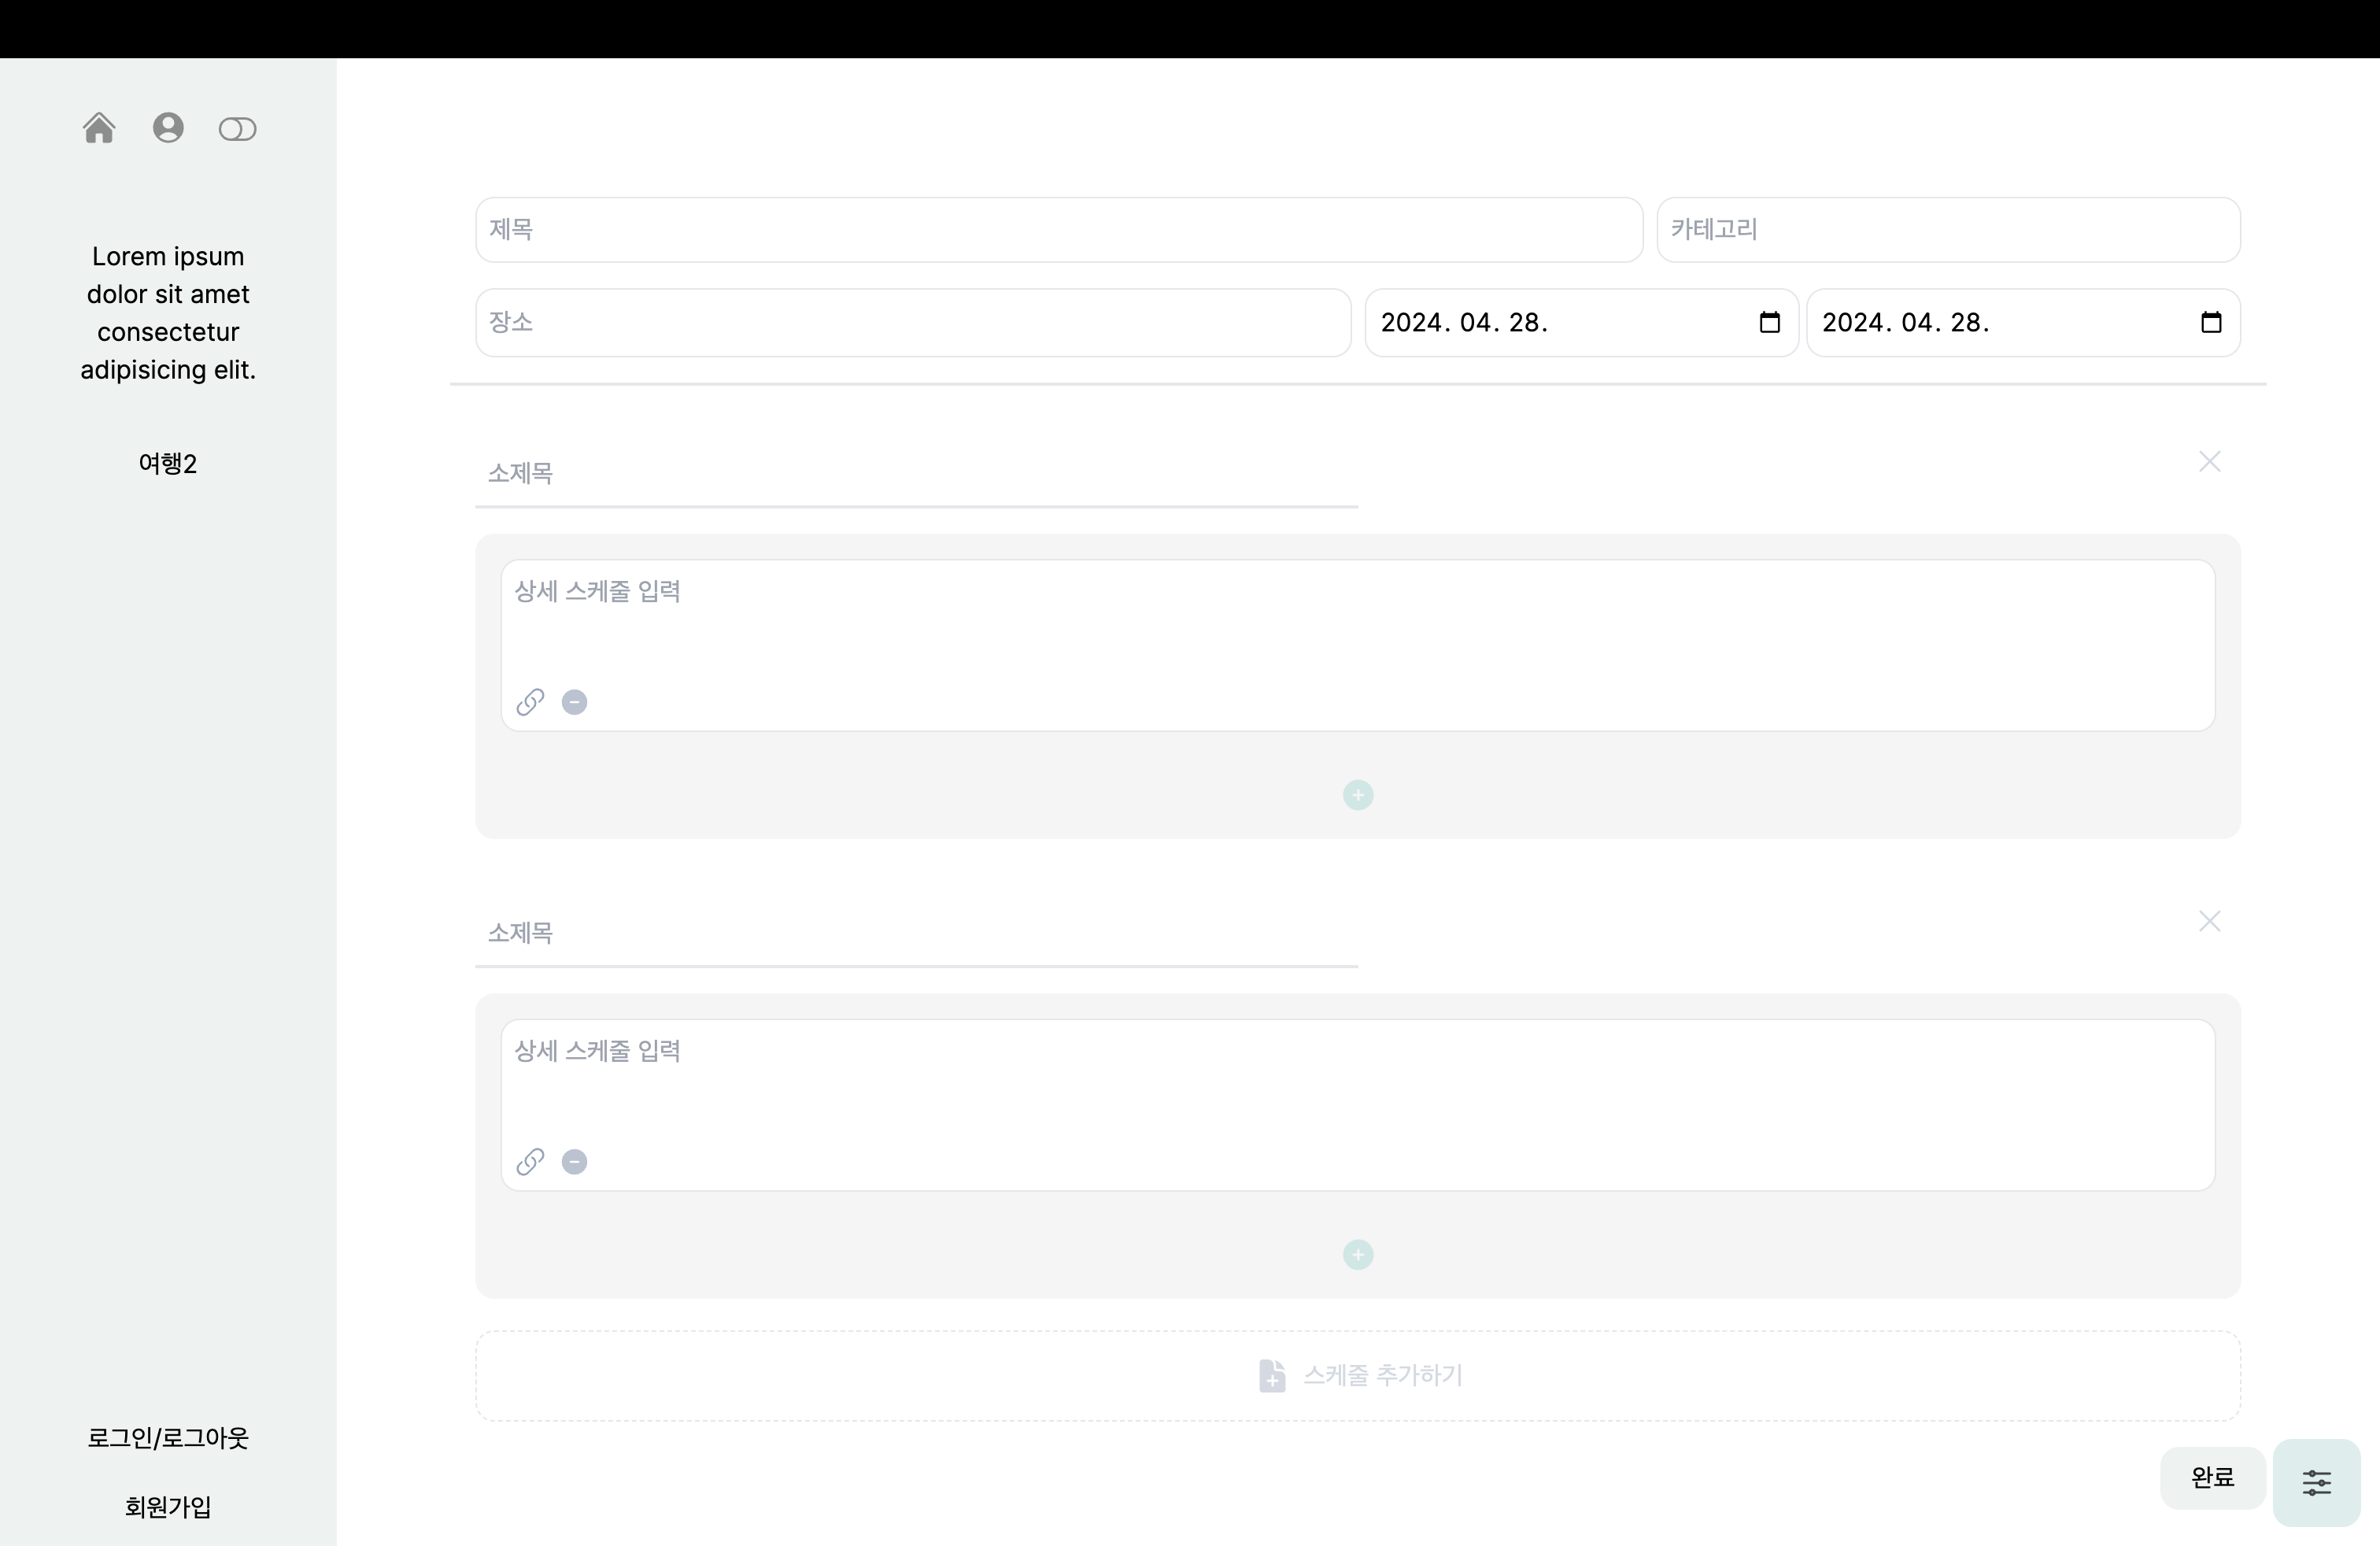 Lorem ipsum
dolor sit amet
consectetur
adipisicing elit.
여행2
로그인/로그아웃
회원가입
제목
카테고리
장소
2024. 04. 28.
2024. 04. 28.
소제목
상세 스케줄 입력
소제목
상세 스케줄 입력
스케줄 추가하기
완료